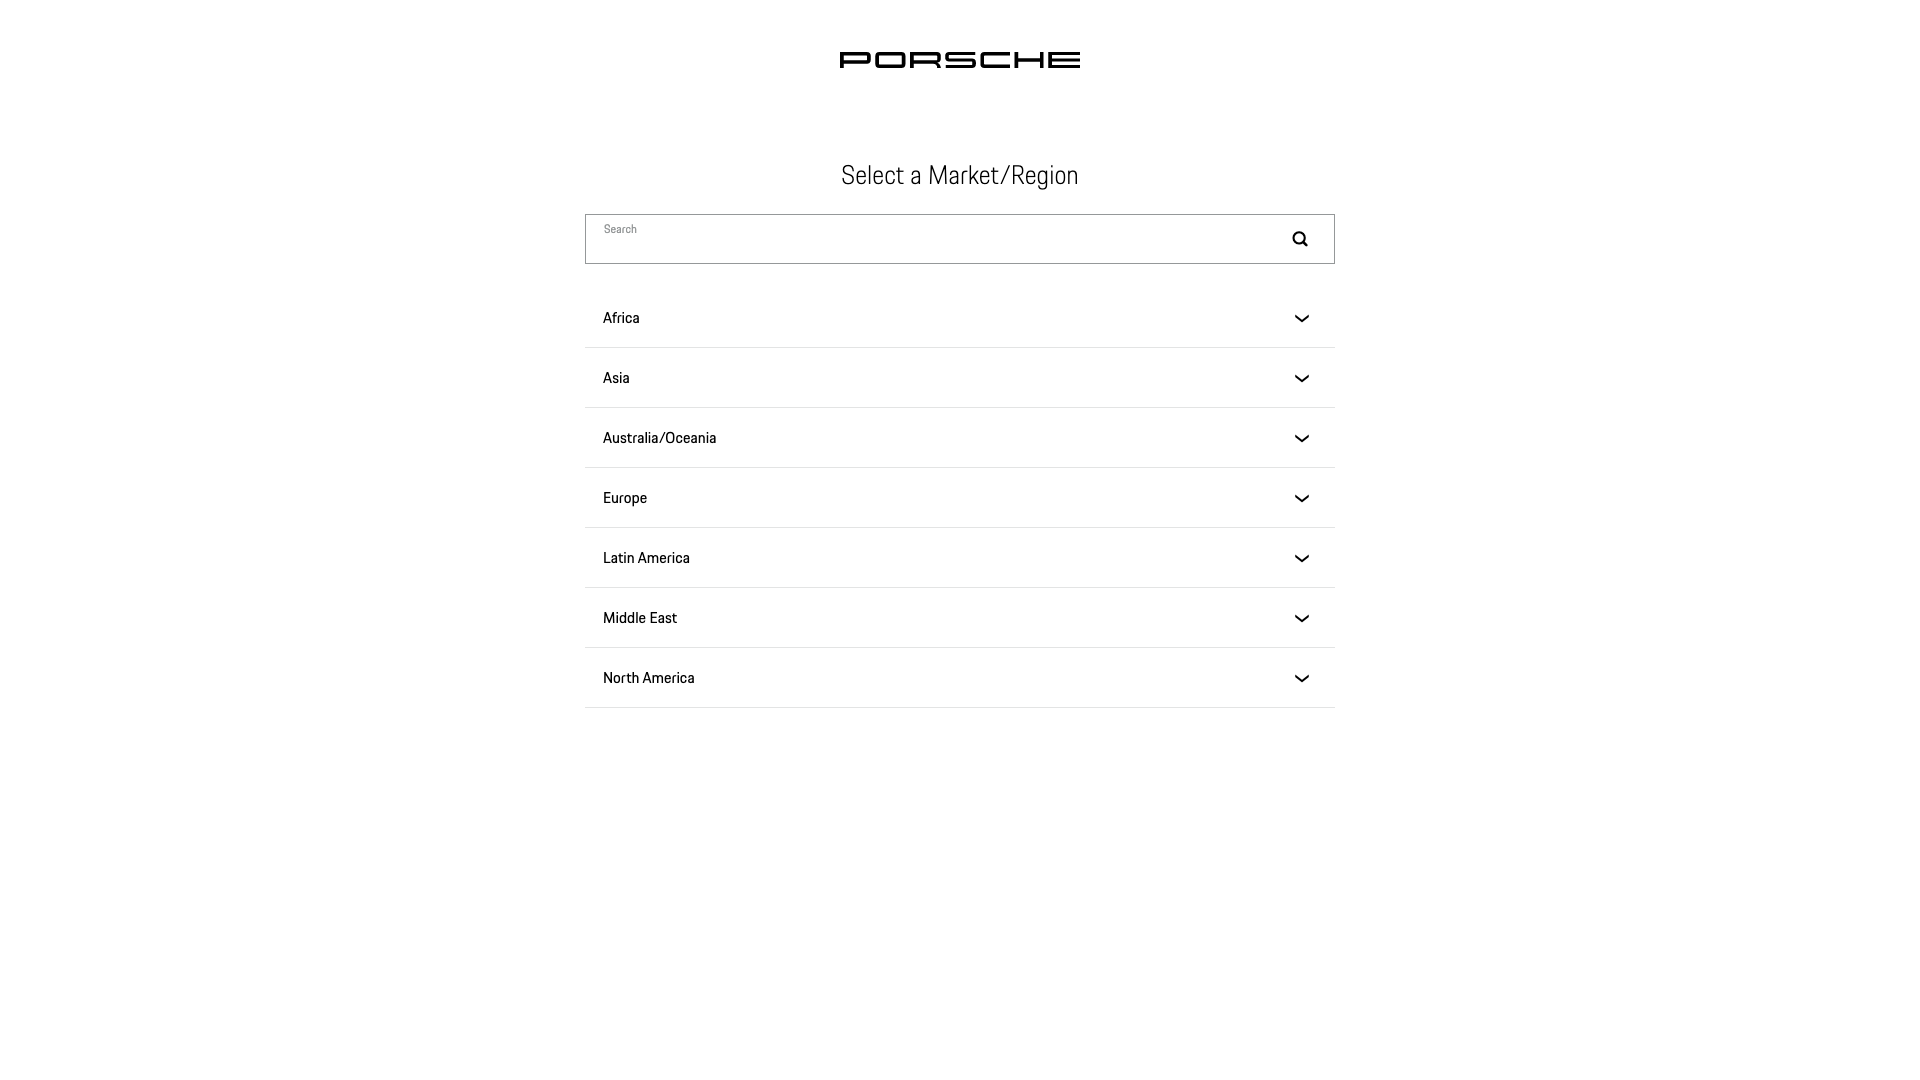 PORSCHE
Select a Market/Region
Search
Africa
Asia
Australia/Oceania
Europe
Latin America
Middle East
North America